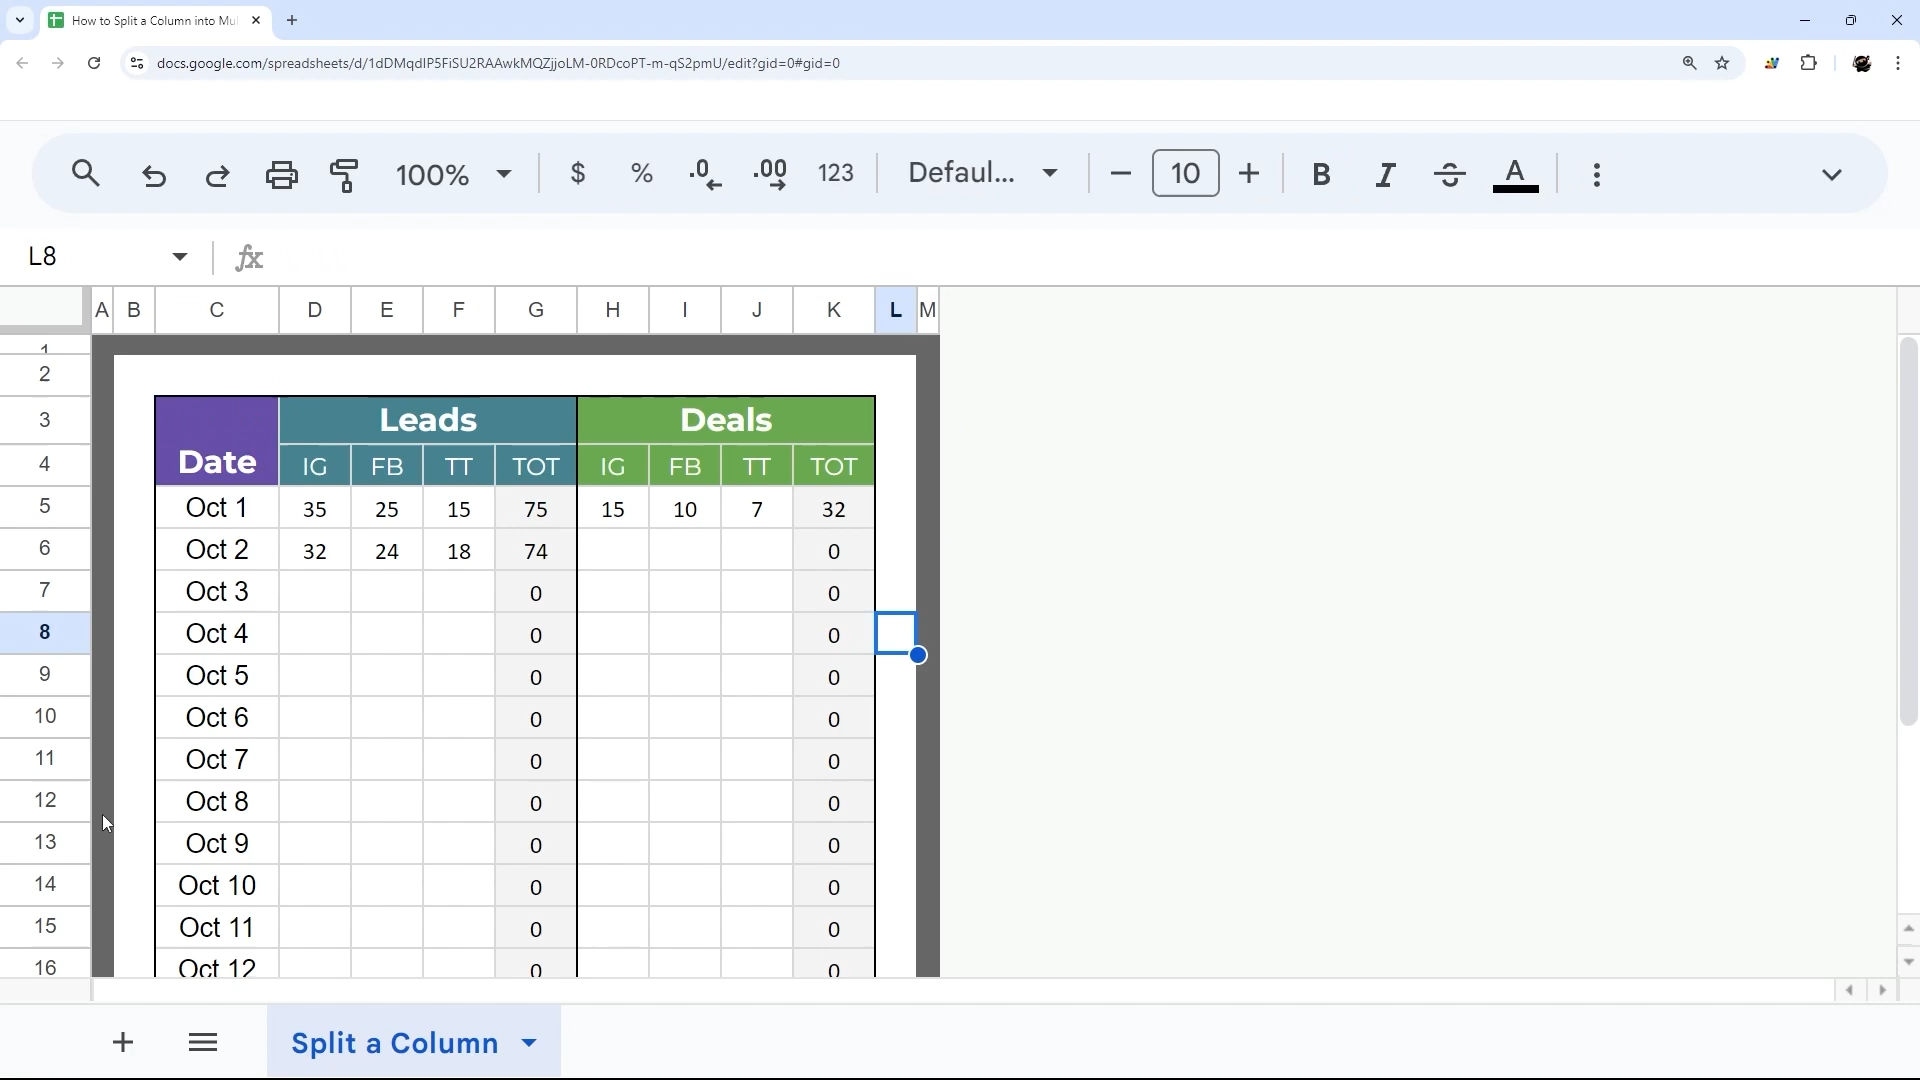 How to Split a Column into Mu
docs.google.com/spreadsheets/d/1dDMqdIP5FiSU2RAAwkMQZjjoLM-0RDcoPT-m-qS2pmU/edit?gid=0#gid=0
100% $ % .0 .00 123 Defaul... 10 B I S A
L8 fx
A B C D E F G H I J K L M
1
2
3 Leads Deals
4 Date IG FB TT TOT IG FB TT TOT
5 Oct 1 35 25 15 75 15 10 7 32
6 Oct 2 32 24 18 74 0
7 Oct 3 0 0
8 Oct 4 0 0
9 Oct 5 0 0
10 Oct 6 0 0
11 Oct 7 0 0
12 Oct 8 0 0
13 Oct 9 0 0
14 Oct 10 0 0
15 Oct 11 0 0
16 Oct 12 0 0
Split a Column